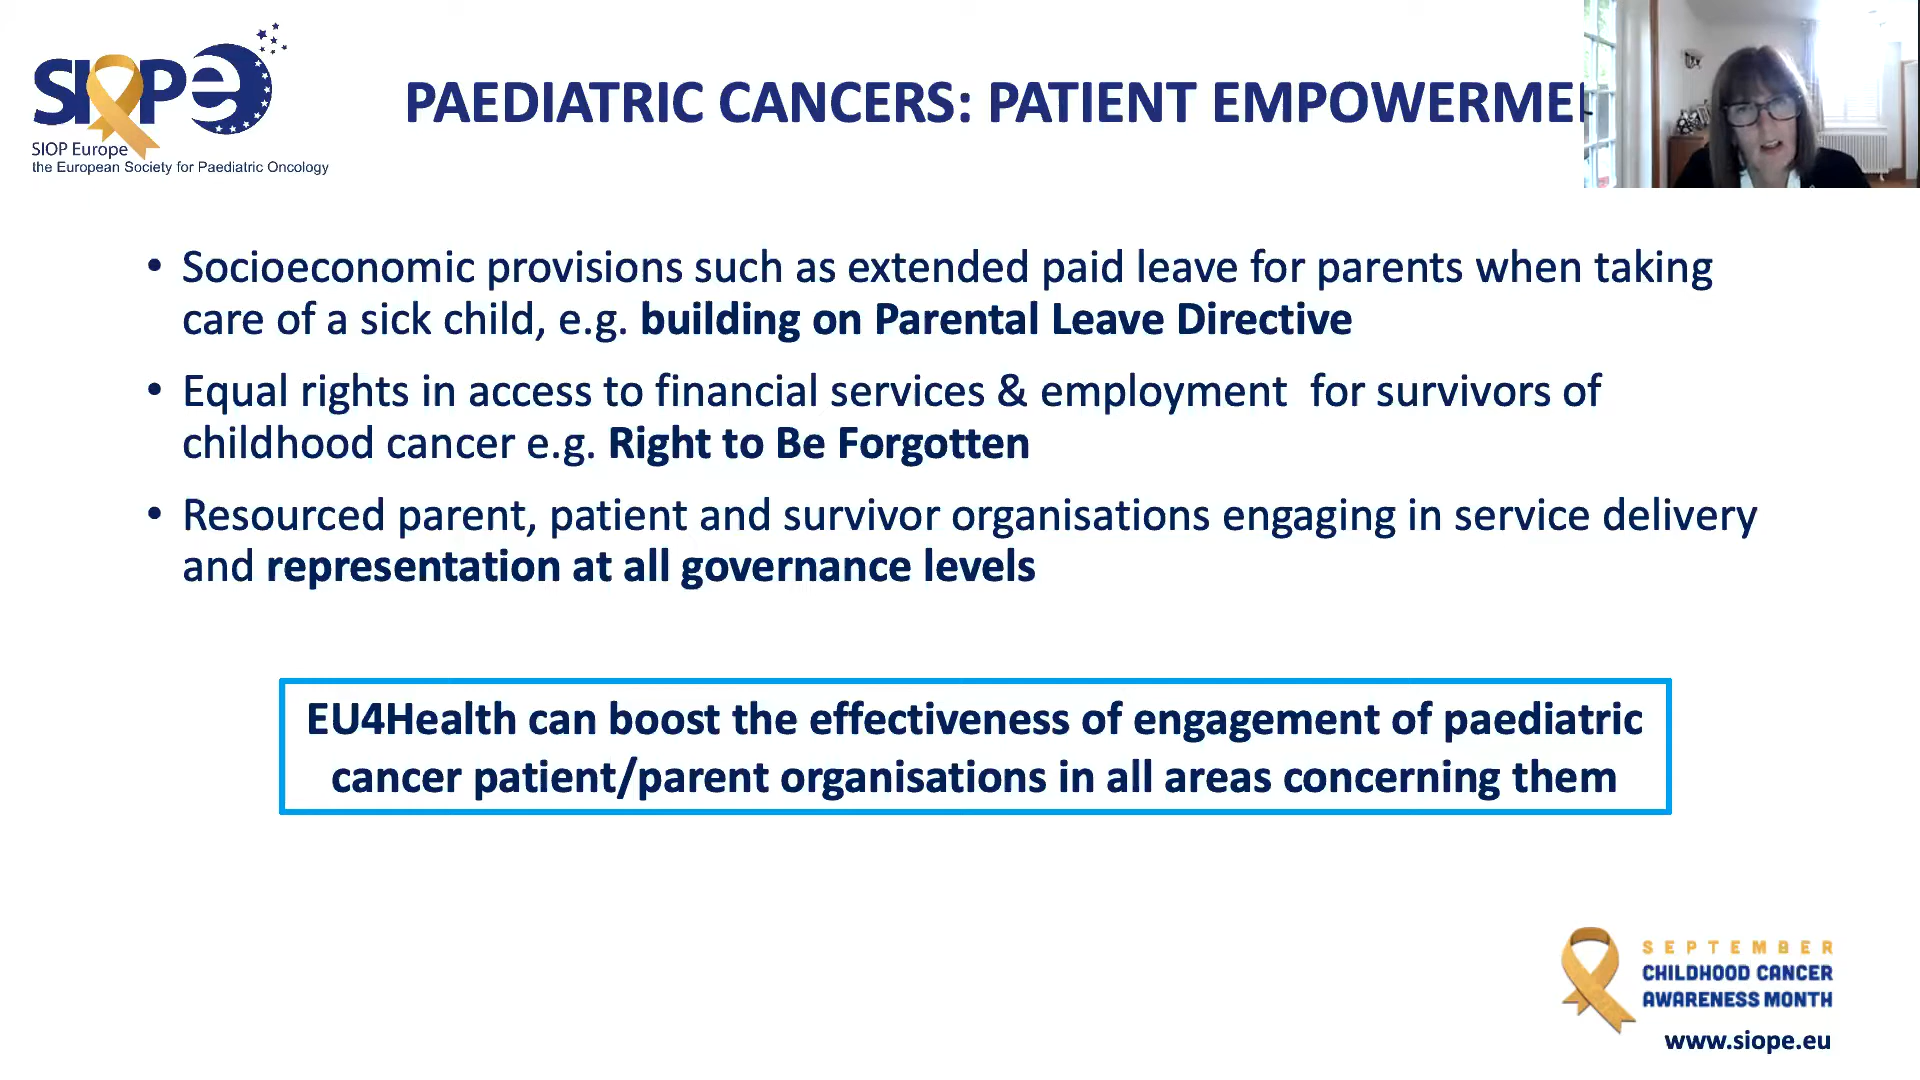 SIOPe
SIOP Europe
the European Society for Paediatric Oncology
PAEDIATRIC CANCERS: PATIENT EMPOWERME
• Socioeconomic provisions such as extended paid leave for parents when taking
care of a sick child, e.g. building on Parental Leave Directive
• Equal rights in access to financial services & employment  for survivors of
childhood cancer e.g. Right to Be Forgotten
• Resourced parent, patient and survivor organisations engaging in service delivery
and representation at all governance levels
EU4Health can boost the effectiveness of engagement of paediatric
cancer patient/parent organisations in all areas concerning them
SEPTEMBER
CHILDHOOD CANCER
AWARENESS MONTH
www.siope.eu